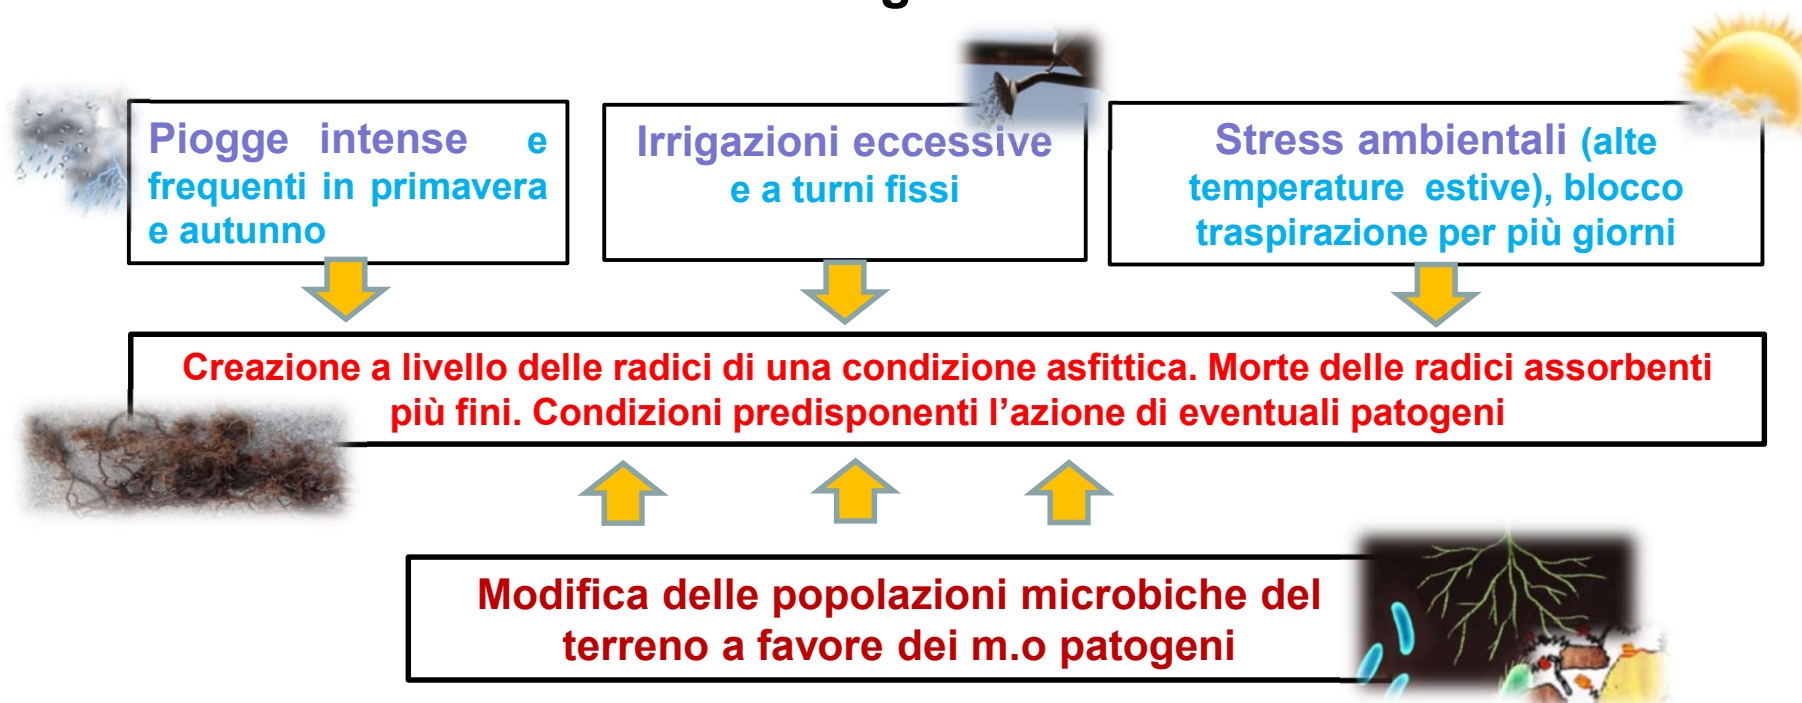 Piogge intense e
frequenti in primavera
e autunno
Irrigazioni eccessive
e a turni fissi
Stress ambientali (alte
temperature estive), blocco
traspirazione per più giorni
Creazione a livello delle radici di una condizione asfittica. Morte delle radici assorbenti
più fini. Condizioni predisponenti l’azione di eventuali patogeni
Modifica delle popolazioni microbiche del
terreno a favore dei m.o patogeni